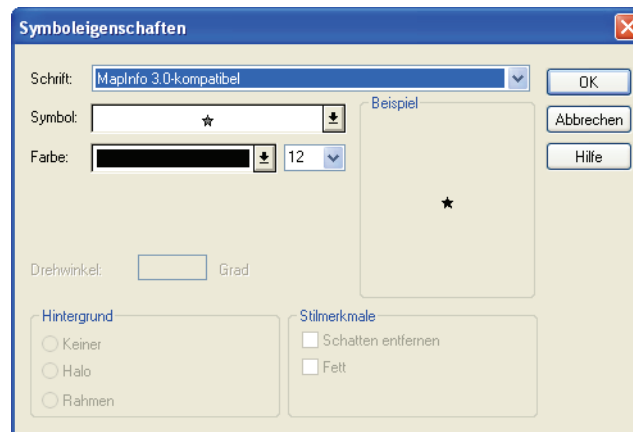 Symboleigenschaften
Schrift: MapInfo 3.0-kompatibel
OK
Symbol:
Beispiel
Abbrechen
Farbe: 12
Hilfe
Drehwinkel: Grad
Hintergrund
Keiner
Halo
Rahmen
Stilmerkmale
Schatten entfernen
Fett